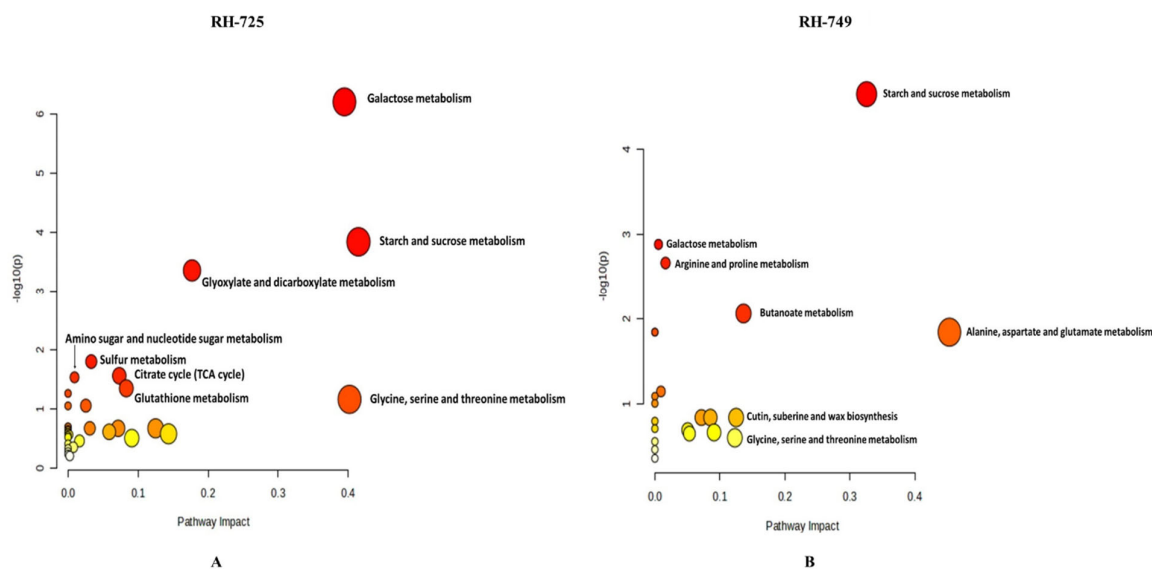 RH-725
Galactose metabolism
Starch and sucrose metabolism
Glyoxylate and dicarboxylate metabolism
Amino sugar and nucleotide sugar metabolism
Sulfur metabolism
Citrate cycle (TCA cycle)
Glutathione metabolism
Glycine, serine and threonine metabolism
-log10(p)
6
5
4
3
2
1
0
0.0 0.1 0.2 0.3 0.4
Pathway Impact
A
RH-749
Starch and sucrose metabolism
Galactose metabolism
Arginine and proline metabolism
Butanoate metabolism
Alanine, aspartate and glutamate metabolism
Cutin, suberine and wax biosynthesis
Glycine, serine and threonine metabolism
-log10(p)
4
3
2
1
0.0 0.1 0.2 0.3 0.4
Pathway Impact
B